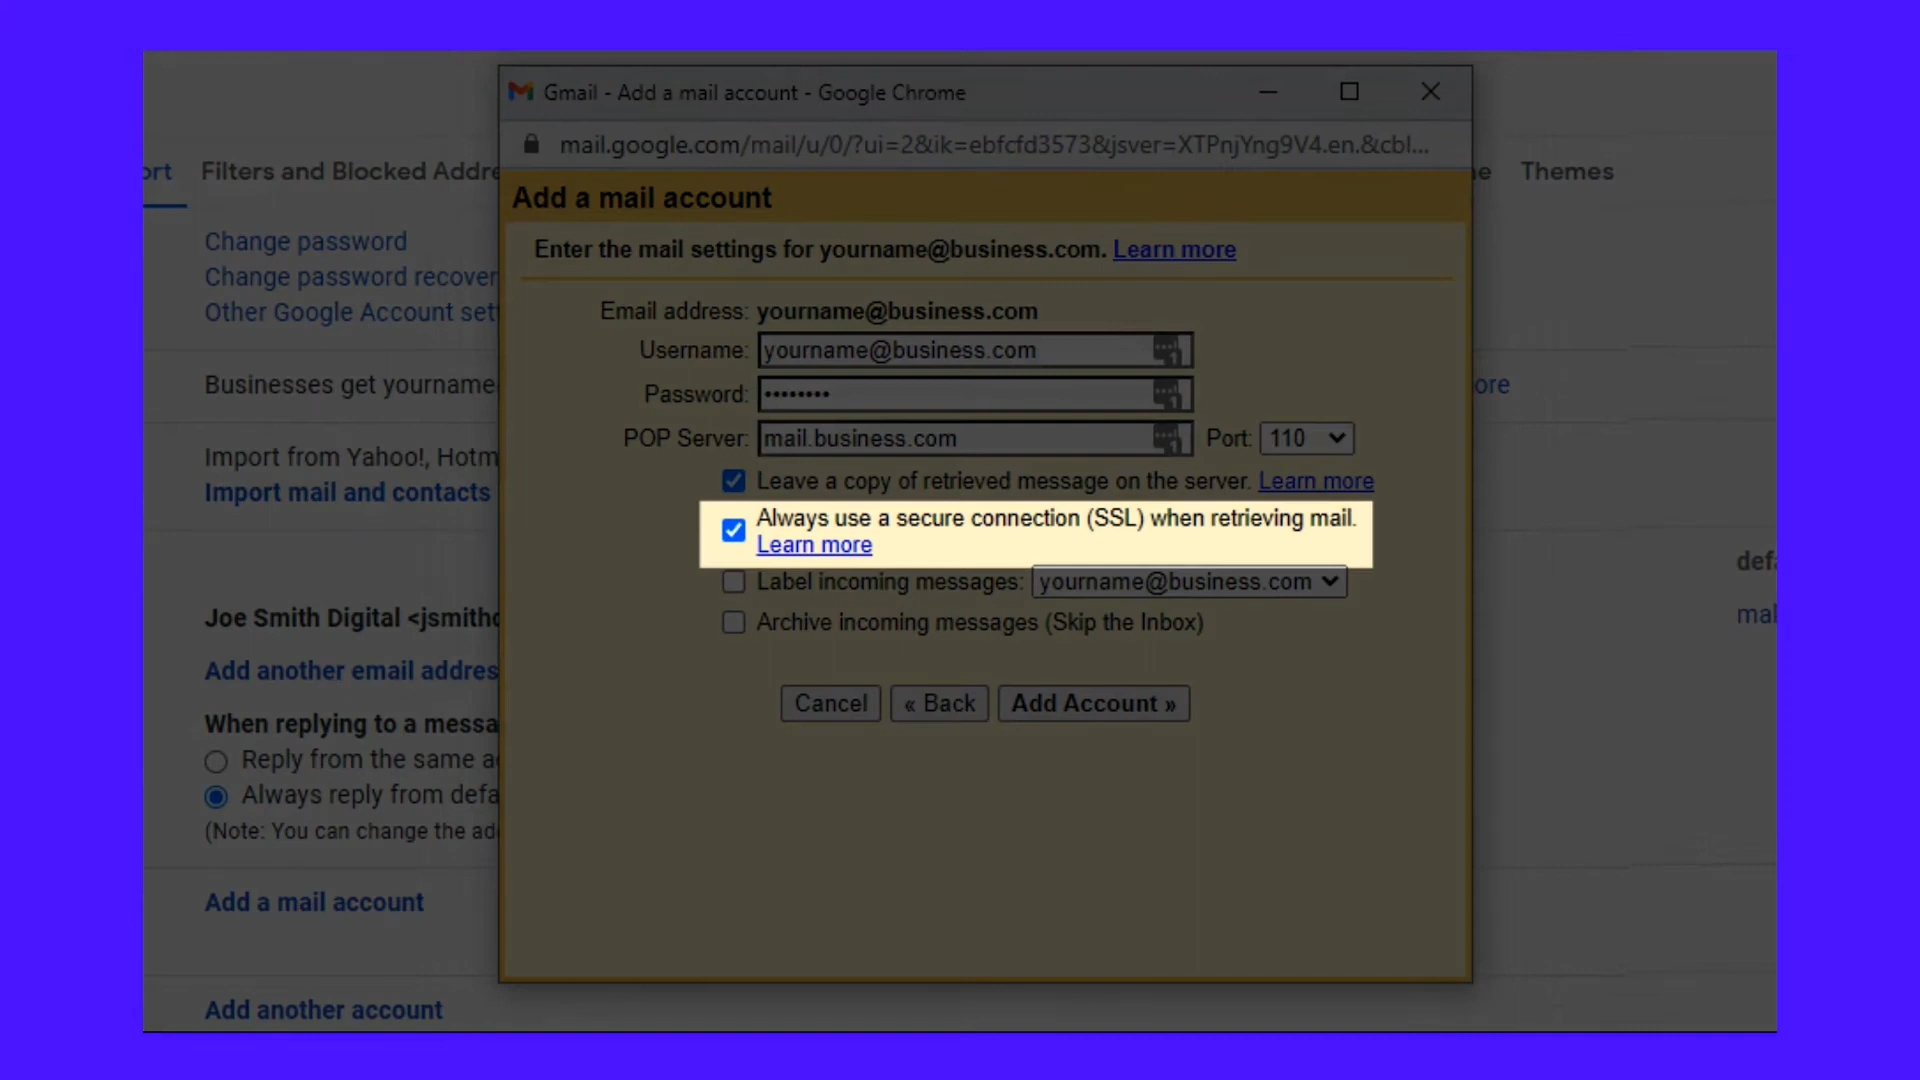 Gmail - Add a mail account - Google Chrome
mail.google.com/mail/u/0/?ui=2&ik=ebfcfd3573&jsver=XTPnjYng9V4.en.&cbl...
ort Filters and Blocked Addre
ne Themes
Add a mail account
Change password
Change password recover
Other Google Account set
Businesses get yourname
ore
Import from Yahoo!, Hotm
Import mail and contacts
Enter the mail settings for yourname@business.com. Learn more
Email address: yourname@business.com
Username: yourname@business.com
Password: ••••••••
POP Server: mail.business.com Port: 110
Leave a copy of retrieved message on the server. Learn more
Always use a secure connection (SSL) when retrieving mail.
Learn more
Label incoming messages: yourname@business.com
Archive incoming messages (Skip the Inbox)
Cancel « Back Add Account »
defa
mak
Joe Smith Digital <jsmithd
Add another email addres
When replying to a messa
Reply from the same a
Always reply from defa
(Note: You can change the ad
Add a mail account
Add another account